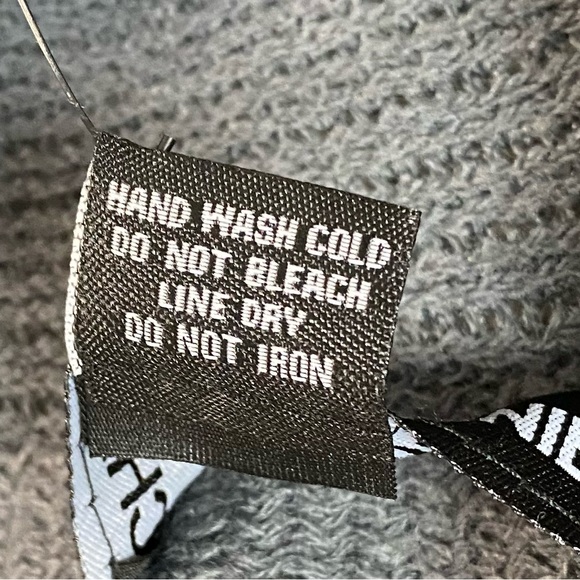 HAND WASH COLD
DO NOT BLEACH
LINE DRY
DO NOT IRON